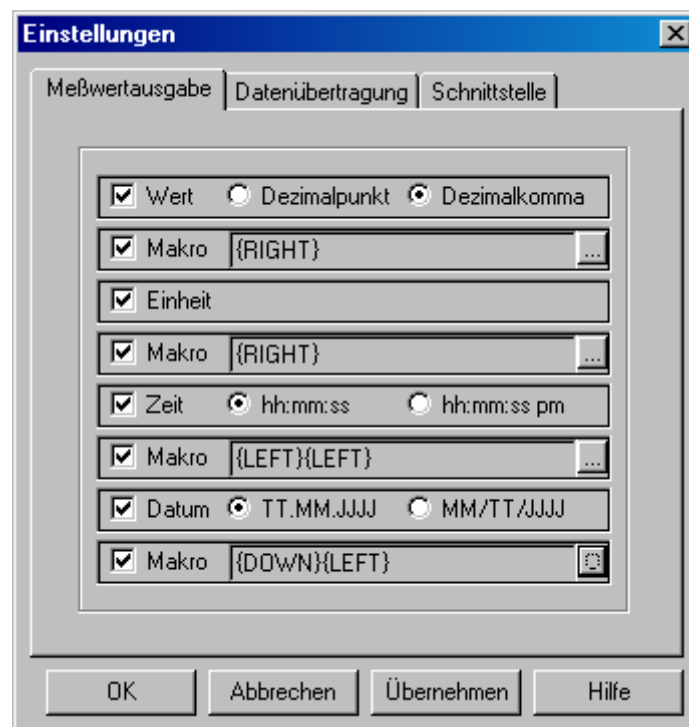 Einstellungen
Meßwertausgabe Datenübertragung Schnittstelle
Wert Dezimalpunkt Dezimalkomma
Makro {RIGHT} ...
Einheit
Makro {RIGHT} ...
Zeit hh:mm:ss hh:mm:ss pm
Makro {LEFT}{LEFT} ...
Datum TT.MM.JJJJ MM/TT/JJJJ
Makro {DOWN}{LEFT}
OK Abbrechen Übernehmen Hilfe